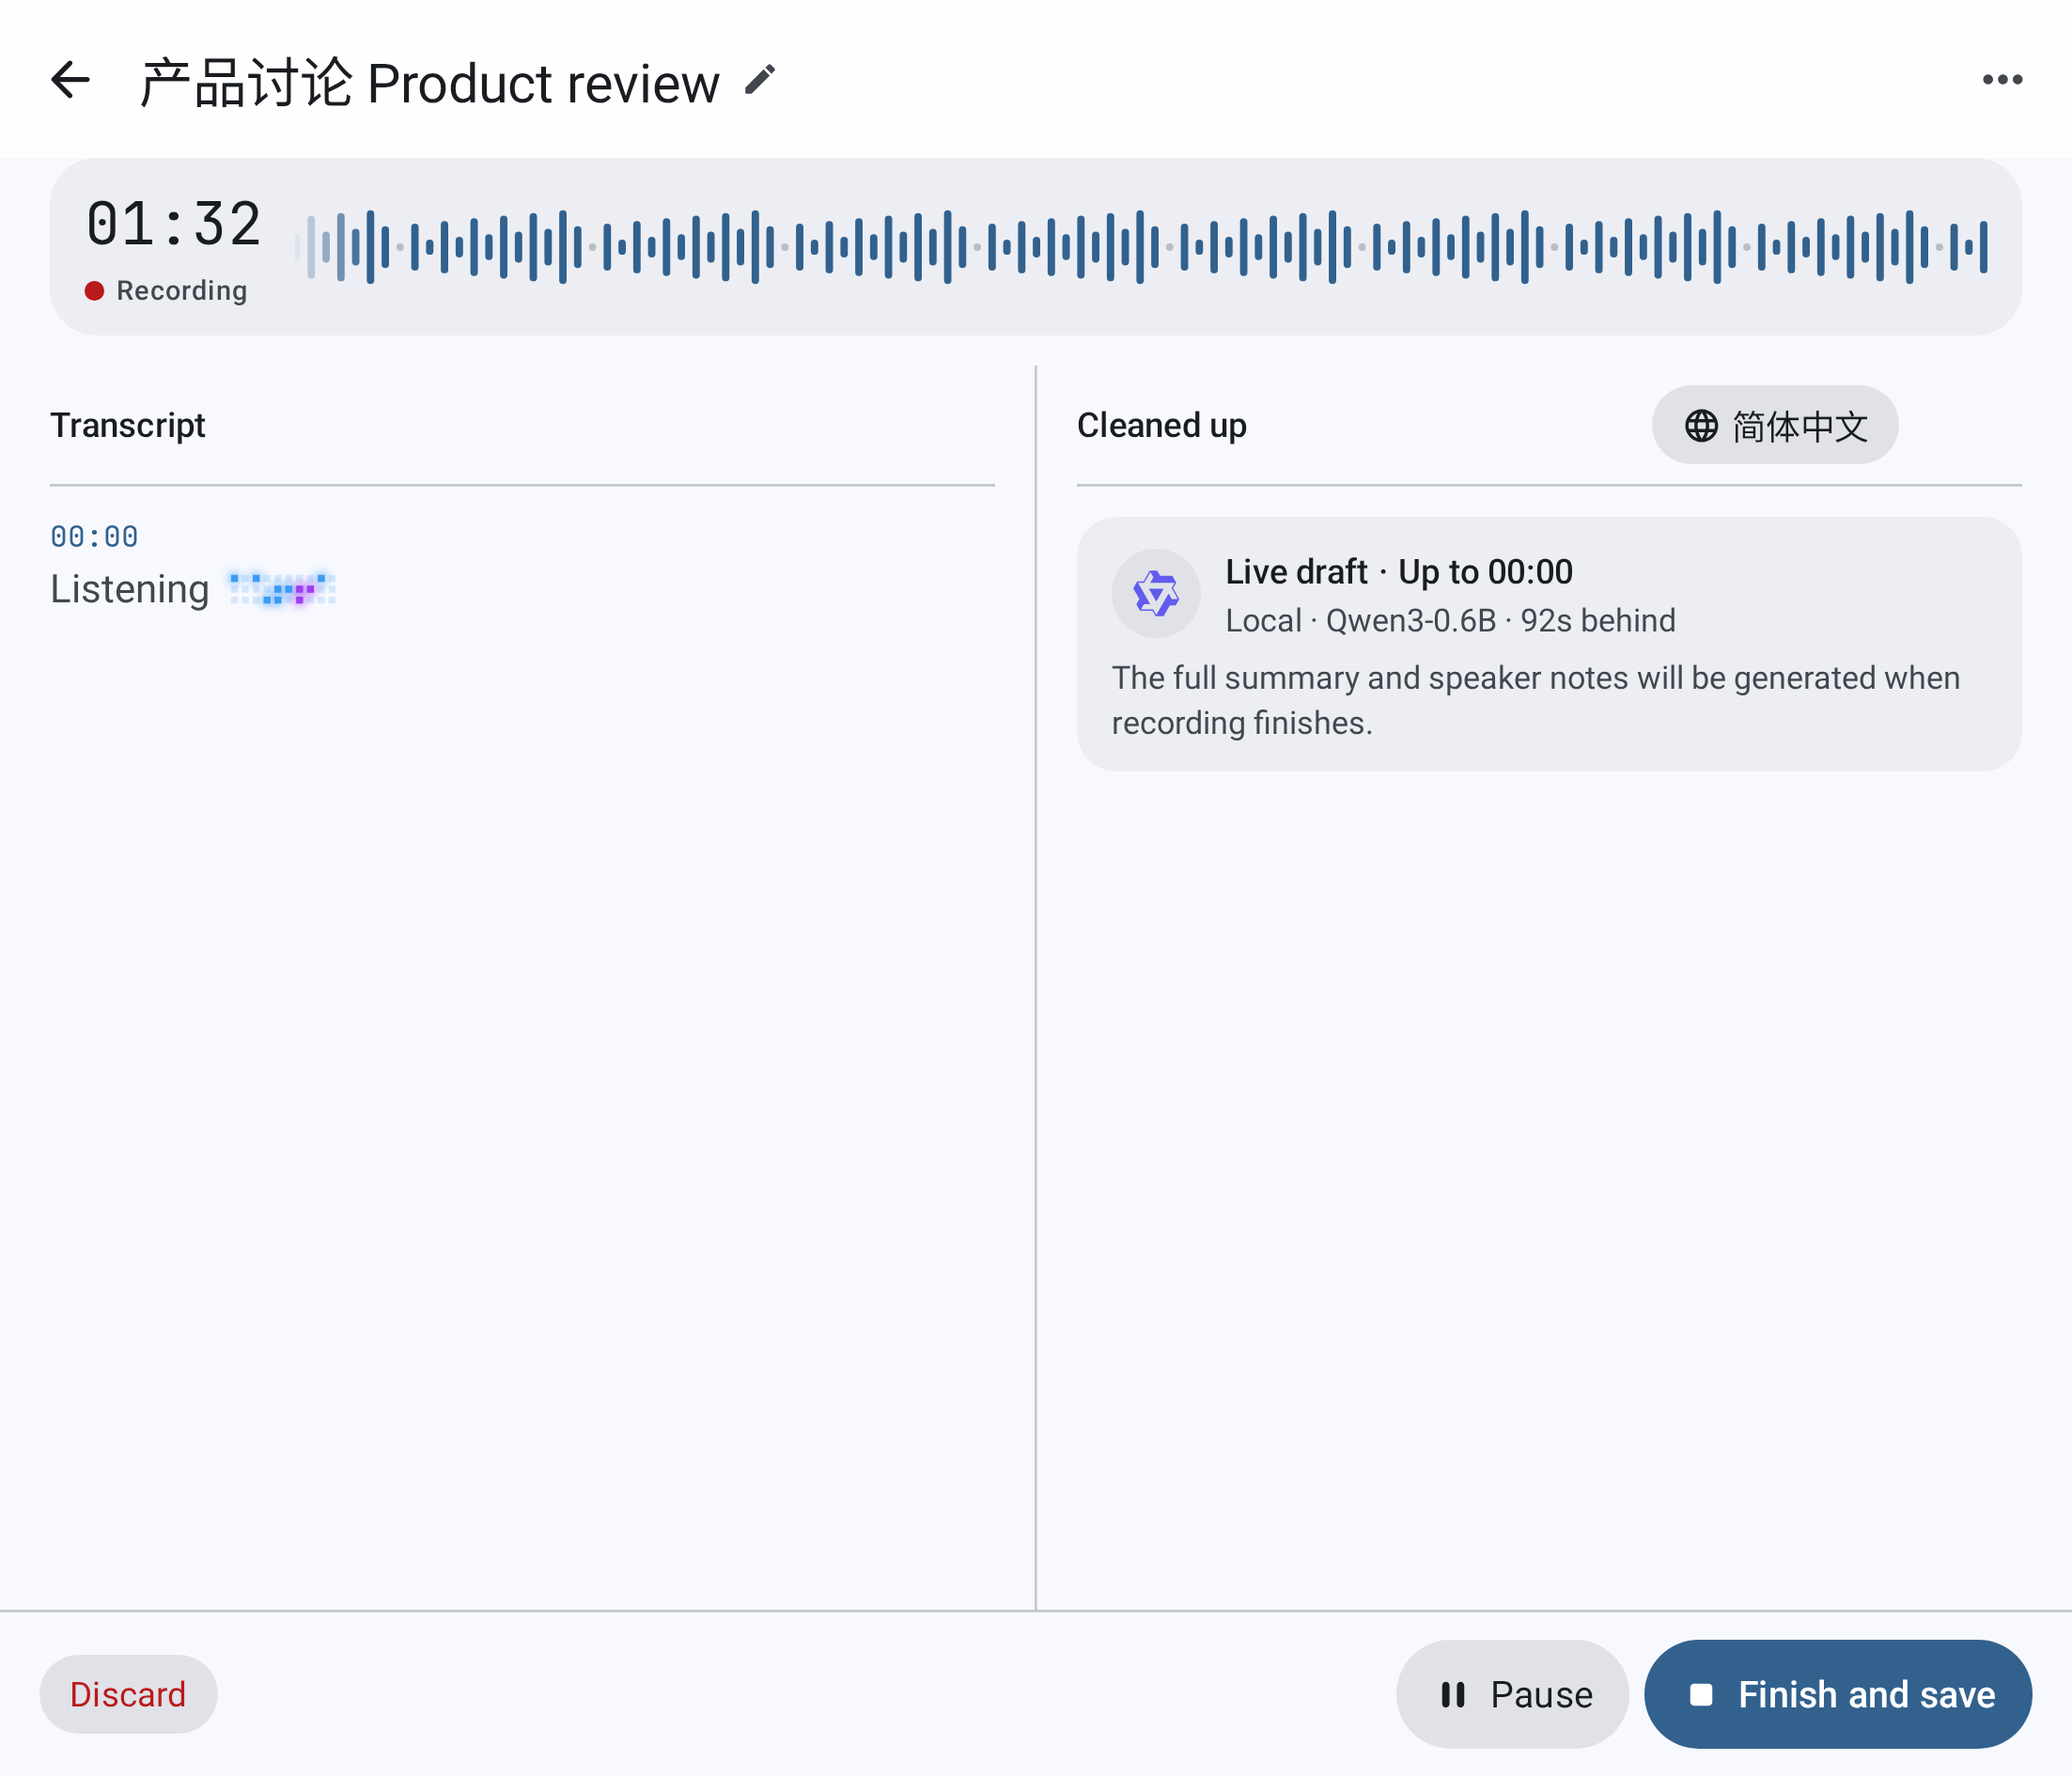 产品讨论 Product review
01:32
Recording
Transcript
00:00
Listening
Cleaned up
简体中文
Live draft · Up to 00:00
Local · Qwen3-0.6B · 92s behind
The full summary and speaker notes will be generated when
recording finishes.
Discard
Pause
Finish and save